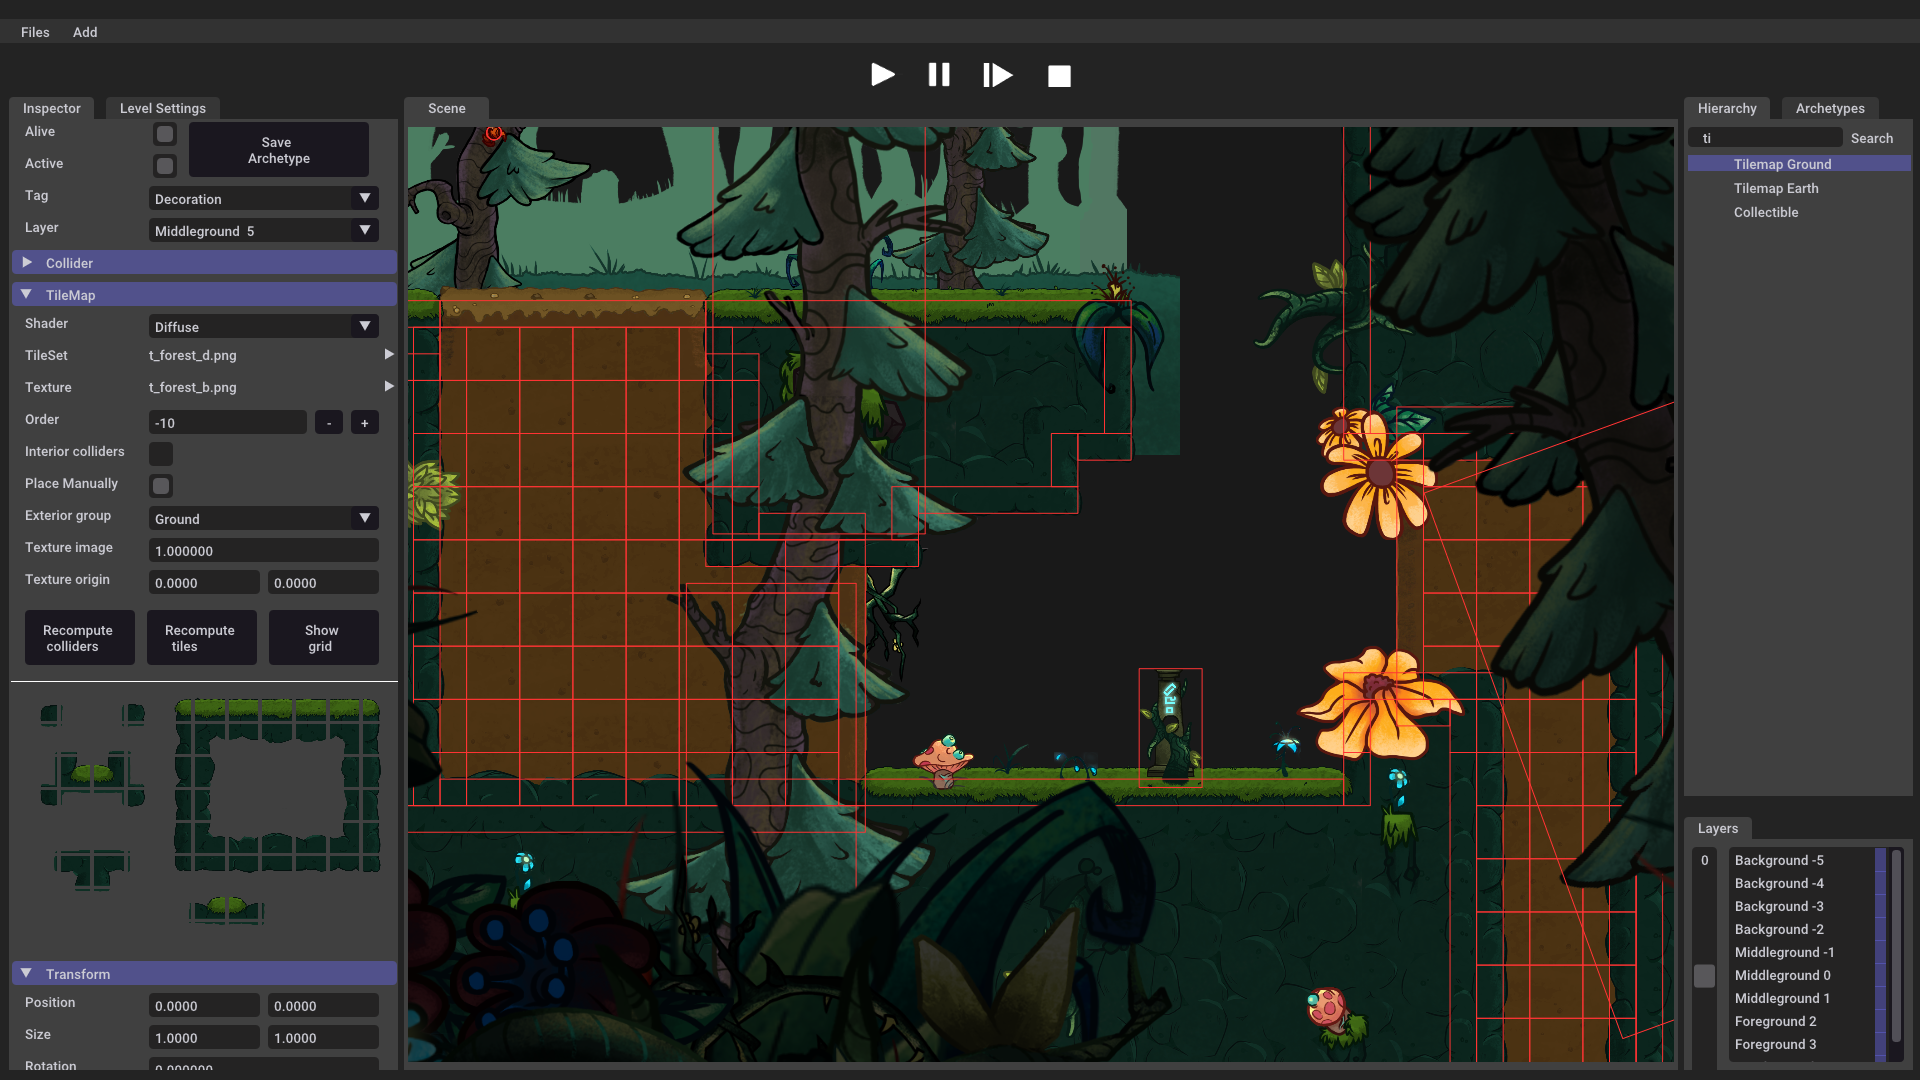 Files Add
Inspector Level Settings
Alive
Save
Archetype
Active
Tag Decoration
Layer Middleground 5
Collider
TileMap
Shader Diffuse
TileSet t_forest_d.png
Texture t_forest_b.png
Order -10 - +
Interior colliders
Place Manually
Exterior group Ground
Texture image 1.000000
Texture origin 0.0000 0.0000
Recompute
colliders
Recompute
tiles
Show
grid
Transform
Position 0.0000 0.0000
Size 1.0000 1.0000
Rotation 0.000000
Scene
Hierarchy Archetypes
ti Search
Tilemap Ground
Tilemap Earth
Collectible
Layers
0
Background -5
Background -4
Background -3
Background -2
Middleground -1
Middleground 0
Middleground 1
Foreground 2
Foreground 3